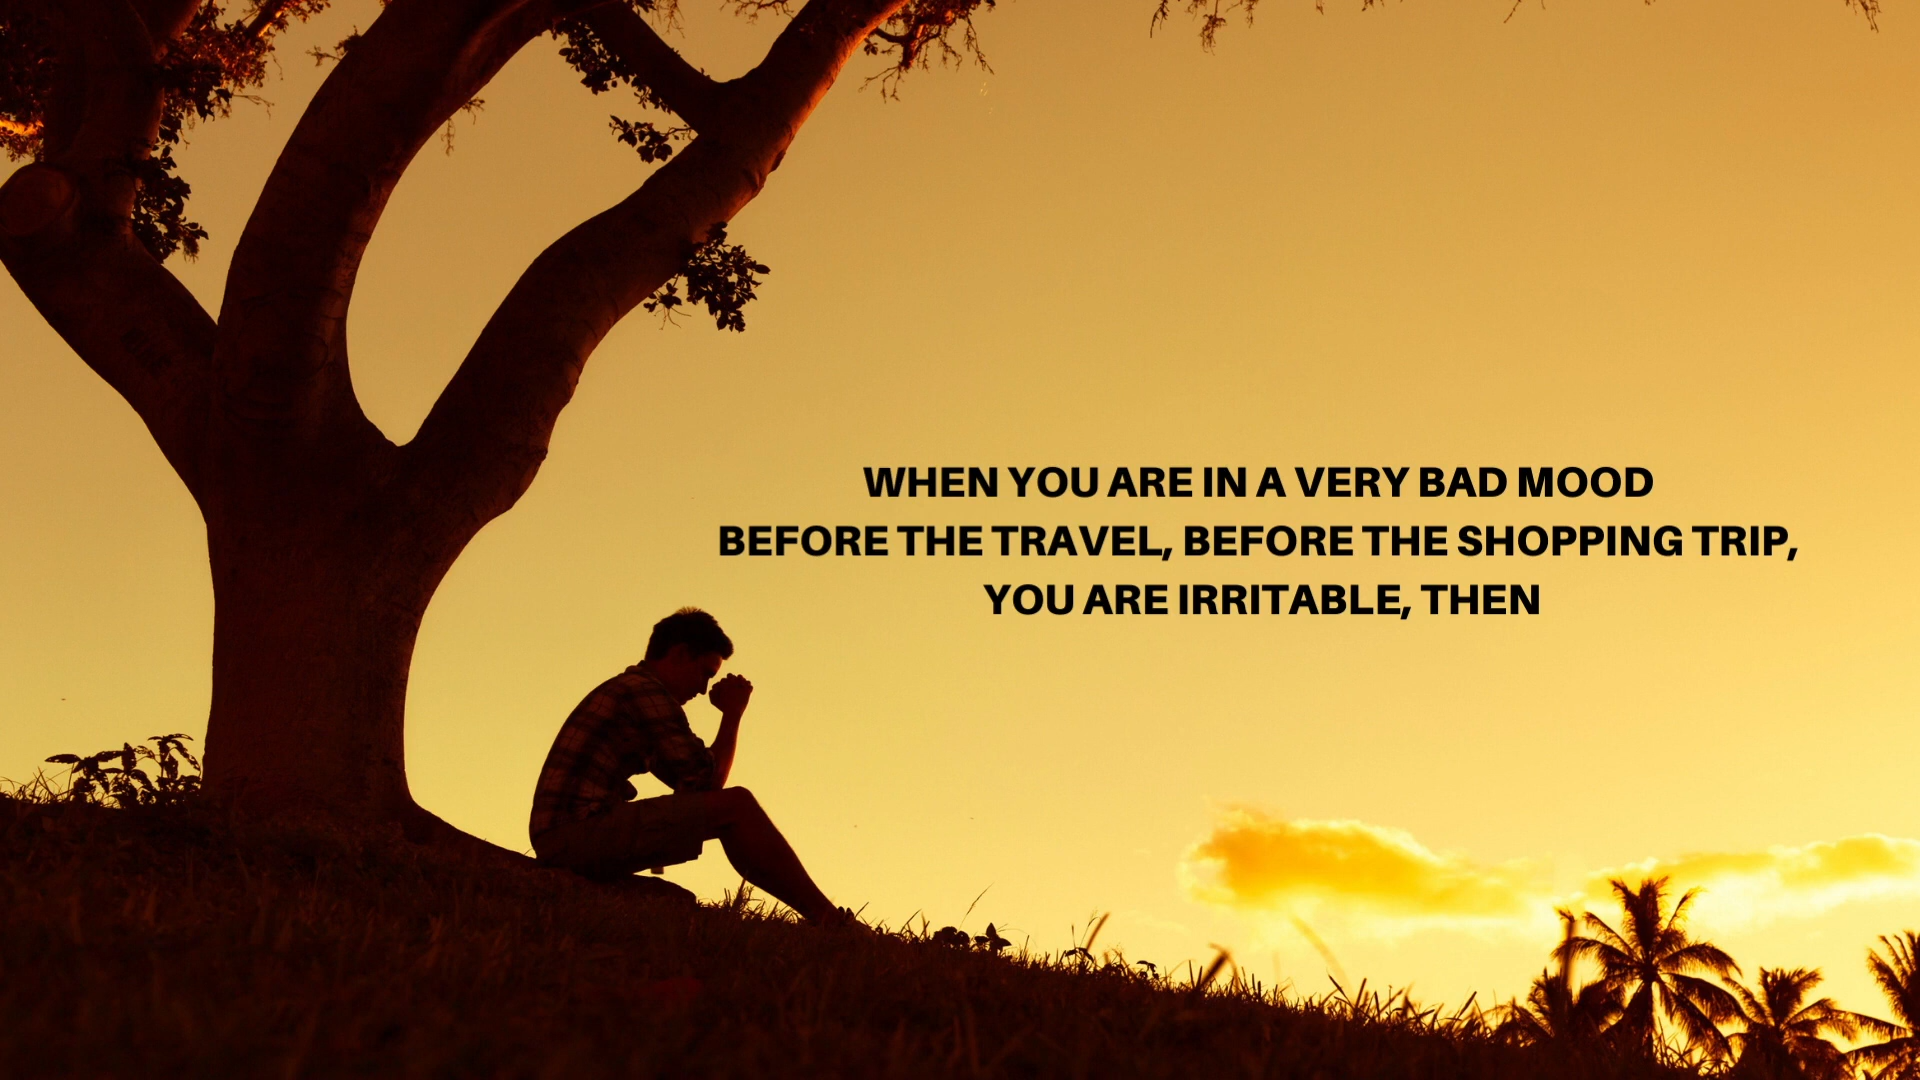 WHEN YOU ARE IN A VERY BAD MOOD
BEFORE THE TRAVEL, BEFORE THE SHOPPING TRIP,
YOU ARE IRRITABLE, THEN